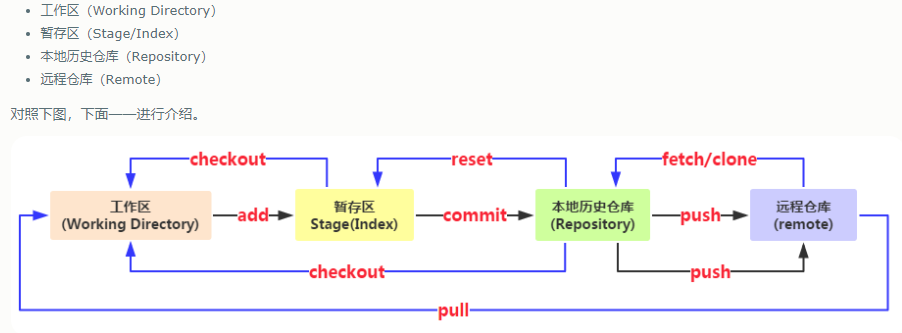 工作区（Working Directory）
暂存区（Stage/Index）
本地历史仓库（Repository）
远程仓库（Remote）
对照下图，下面一一进行介绍。
checkout
reset
fetch/clone
工作区
(Working Directory)
add
暂存区
Stage(Index)
commit
本地历史仓库
(Repository)
push
远程仓库
(remote)
checkout
push
pull